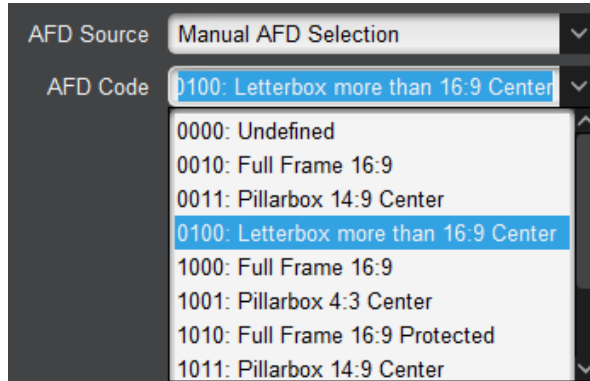 AFD Source Manual AFD Selection
AFD Code 0100: Letterbox more than 16:9 Center
0000: Undefined
0010: Full Frame 16:9
0011: Pillarbox 14:9 Center
0100: Letterbox more than 16:9 Center
1000: Full Frame 16:9
1001: Pillarbox 4:3 Center
1010: Full Frame 16:9 Protected
1011: Pillarbox 14:9 Center